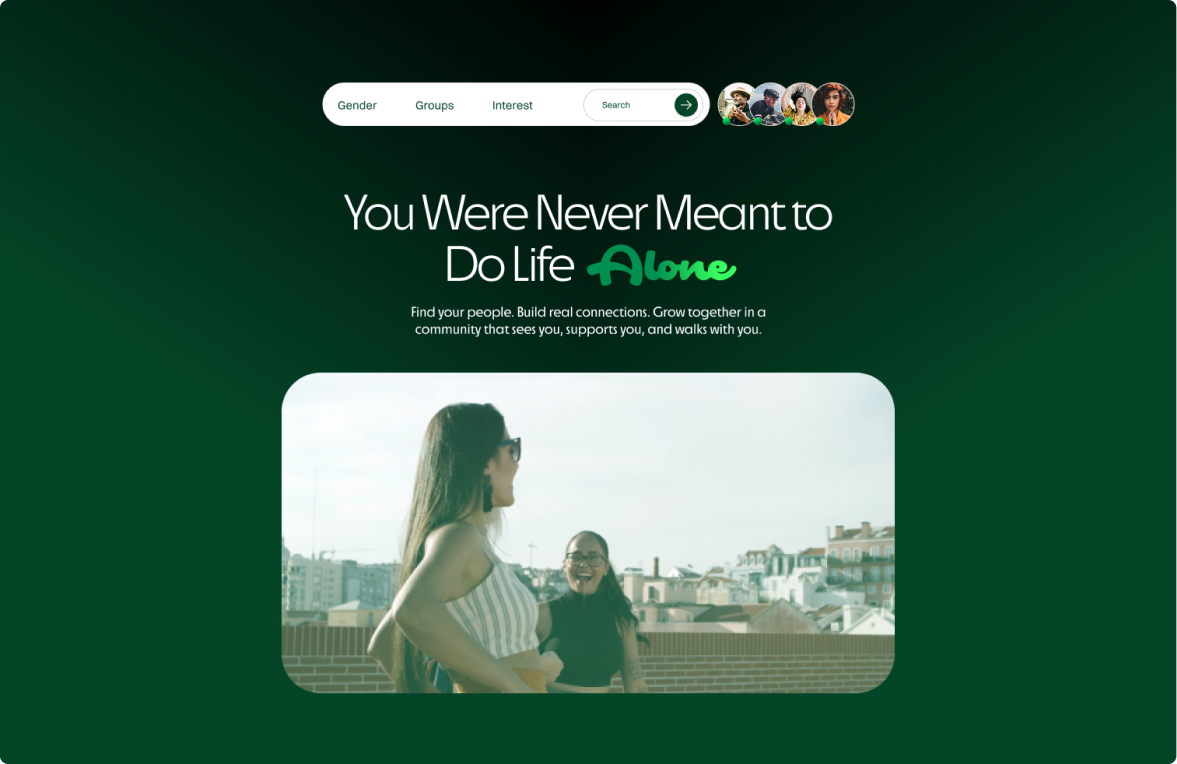 Gender Groups Interest Search
You Were Never Meant to
Do Life Alone
Find your people. Build real connections. Grow together in a
community that sees you, supports you, and walks with you.